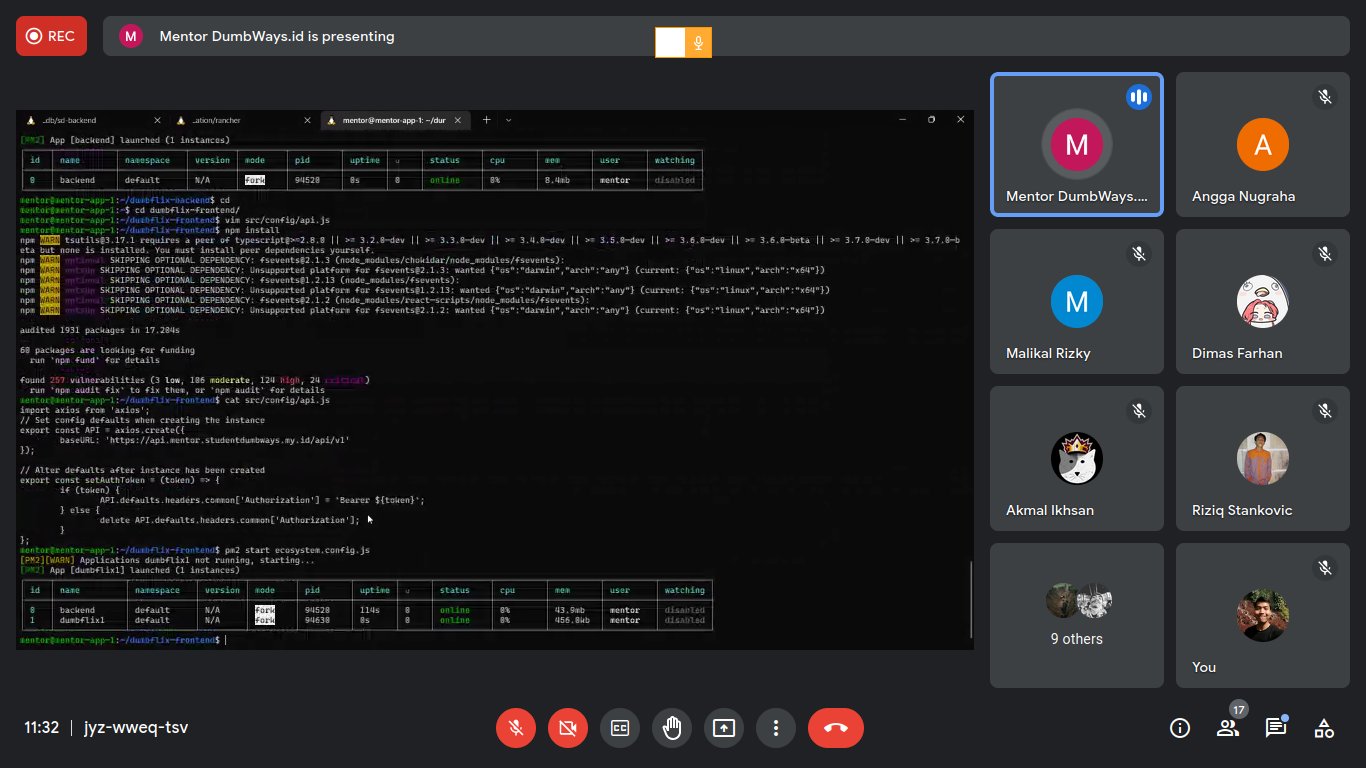 REC
M
Mentor DumbWays.id is presenting
..db/sd-backend
..ation/rancher
mentor@mentor-app-1: ~/dur
[PM2] App [backend] launched (1 instances)
id name namespace version mode pid uptime ↺ status cpu mem user watching
0 backend default N/A fork 94520 0s 0 online 0% 8.4mb mentor disabled
mentor@mentor-app-1:~/dumbflix-backend$ cd
mentor@mentor-app-1:~$ cd dumbflix-frontend/
mentor@mentor-app-1:~/dumbflix-frontend$ vim src/config/api.js
mentor@mentor-app-1:~/dumbflix-frontend$ npm install
npm WARN tsutils@3.17.1 requires a peer of typescript@>=2.8.0 || >= 3.2.0-dev || >= 3.3.0-dev || >= 3.4.0-dev || >= 3.5.0-dev || >= 3.6.0-dev || >= 3.6.0-beta || >= 3.7.0-dev || >= 3.7.0-b
eta but none is installed. You must install peer dependencies yourself.
npm WARN optional SKIPPING OPTIONAL DEPENDENCY: fsevents@2.1.3 (node_modules/chokidar/node_modules/fsevents):
npm WARN notsup SKIPPING OPTIONAL DEPENDENCY: Unsupported platform for fsevents@2.1.3: wanted {"os":"darwin","arch":"any"} (current: {"os":"linux","arch":"x64"})
npm WARN optional SKIPPING OPTIONAL DEPENDENCY: fsevents@1.2.13 (node_modules/fsevents):
npm WARN notsup SKIPPING OPTIONAL DEPENDENCY: Unsupported platform for fsevents@1.2.13: wanted {"os":"darwin","arch":"any"} (current: {"os":"linux","arch":"x64"})
npm WARN optional SKIPPING OPTIONAL DEPENDENCY: fsevents@2.1.2 (node_modules/react-scripts/node_modules/fsevents):
npm WARN notsup SKIPPING OPTIONAL DEPENDENCY: Unsupported platform for fsevents@2.1.2: wanted {"os":"darwin","arch":"any"} (current: {"os":"linux","arch":"x64"})
audited 1931 packages in 17.204s
60 packages are looking for funding
run `npm fund` for details
found 257 vulnerabilities (3 low, 106 moderate, 124 high, 24 critical)
run `npm audit fix` to fix them, or `npm audit` for details
mentor@mentor-app-1:~/dumbflix-frontend$ cat src/config/api.js
import axios from 'axios';
// Set config defaults when creating the instance
export const API = axios.create({
baseURL: 'https://api.mentor.studentdumbways.my.id/api/v1'
});
// Alter defaults after instance has been created
export const setAuthToken = (token) => {
if (token) {
API.defaults.headers.common['Authorization'] = `Bearer ${token}`;
} else {
delete API.defaults.headers.common['Authorization'];
}
};
mentor@mentor-app-1:~/dumbflix-frontend$ pm2 start ecosystem.config.js
[PM2][WARN] Applications dumbflix1 not running, starting...
[PM2] App [dumbflix1] launched (1 instances)
id name namespace version mode pid uptime ↺ status cpu mem user watching
0 backend default N/A fork 94520 114s 0 online 0% 43.9mb mentor disabled
1 dumbflix1 default N/A fork 94630 0s 0 online 0% 456.0kb mentor disabled
mentor@mentor-app-1:~/dumbflix-frontend$
M
Mentor DumbWays....
A
Angga Nugraha
M
Malikal Rizky
Dimas Farhan
Akmal Ikhsan
Riziq Stankovic
9 others
You
11:32 | jyz-wweq-tsv
CC
17